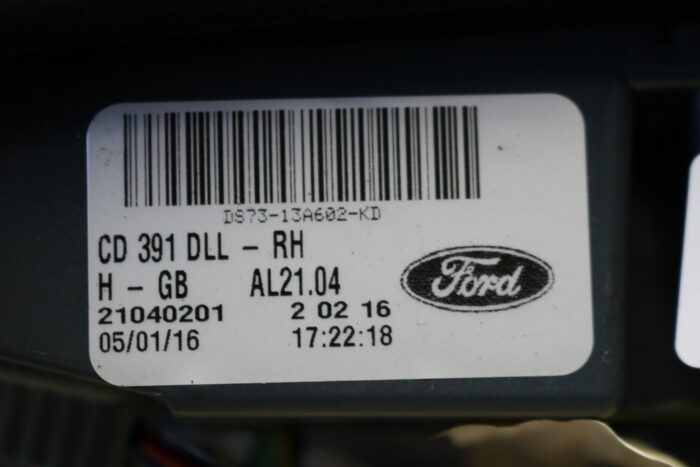 DS73-13A602-KD
CD 391 DLL - RH
H - GB AL21.04
Ford
21040201 2 02 16
05/01/16 17:22:18